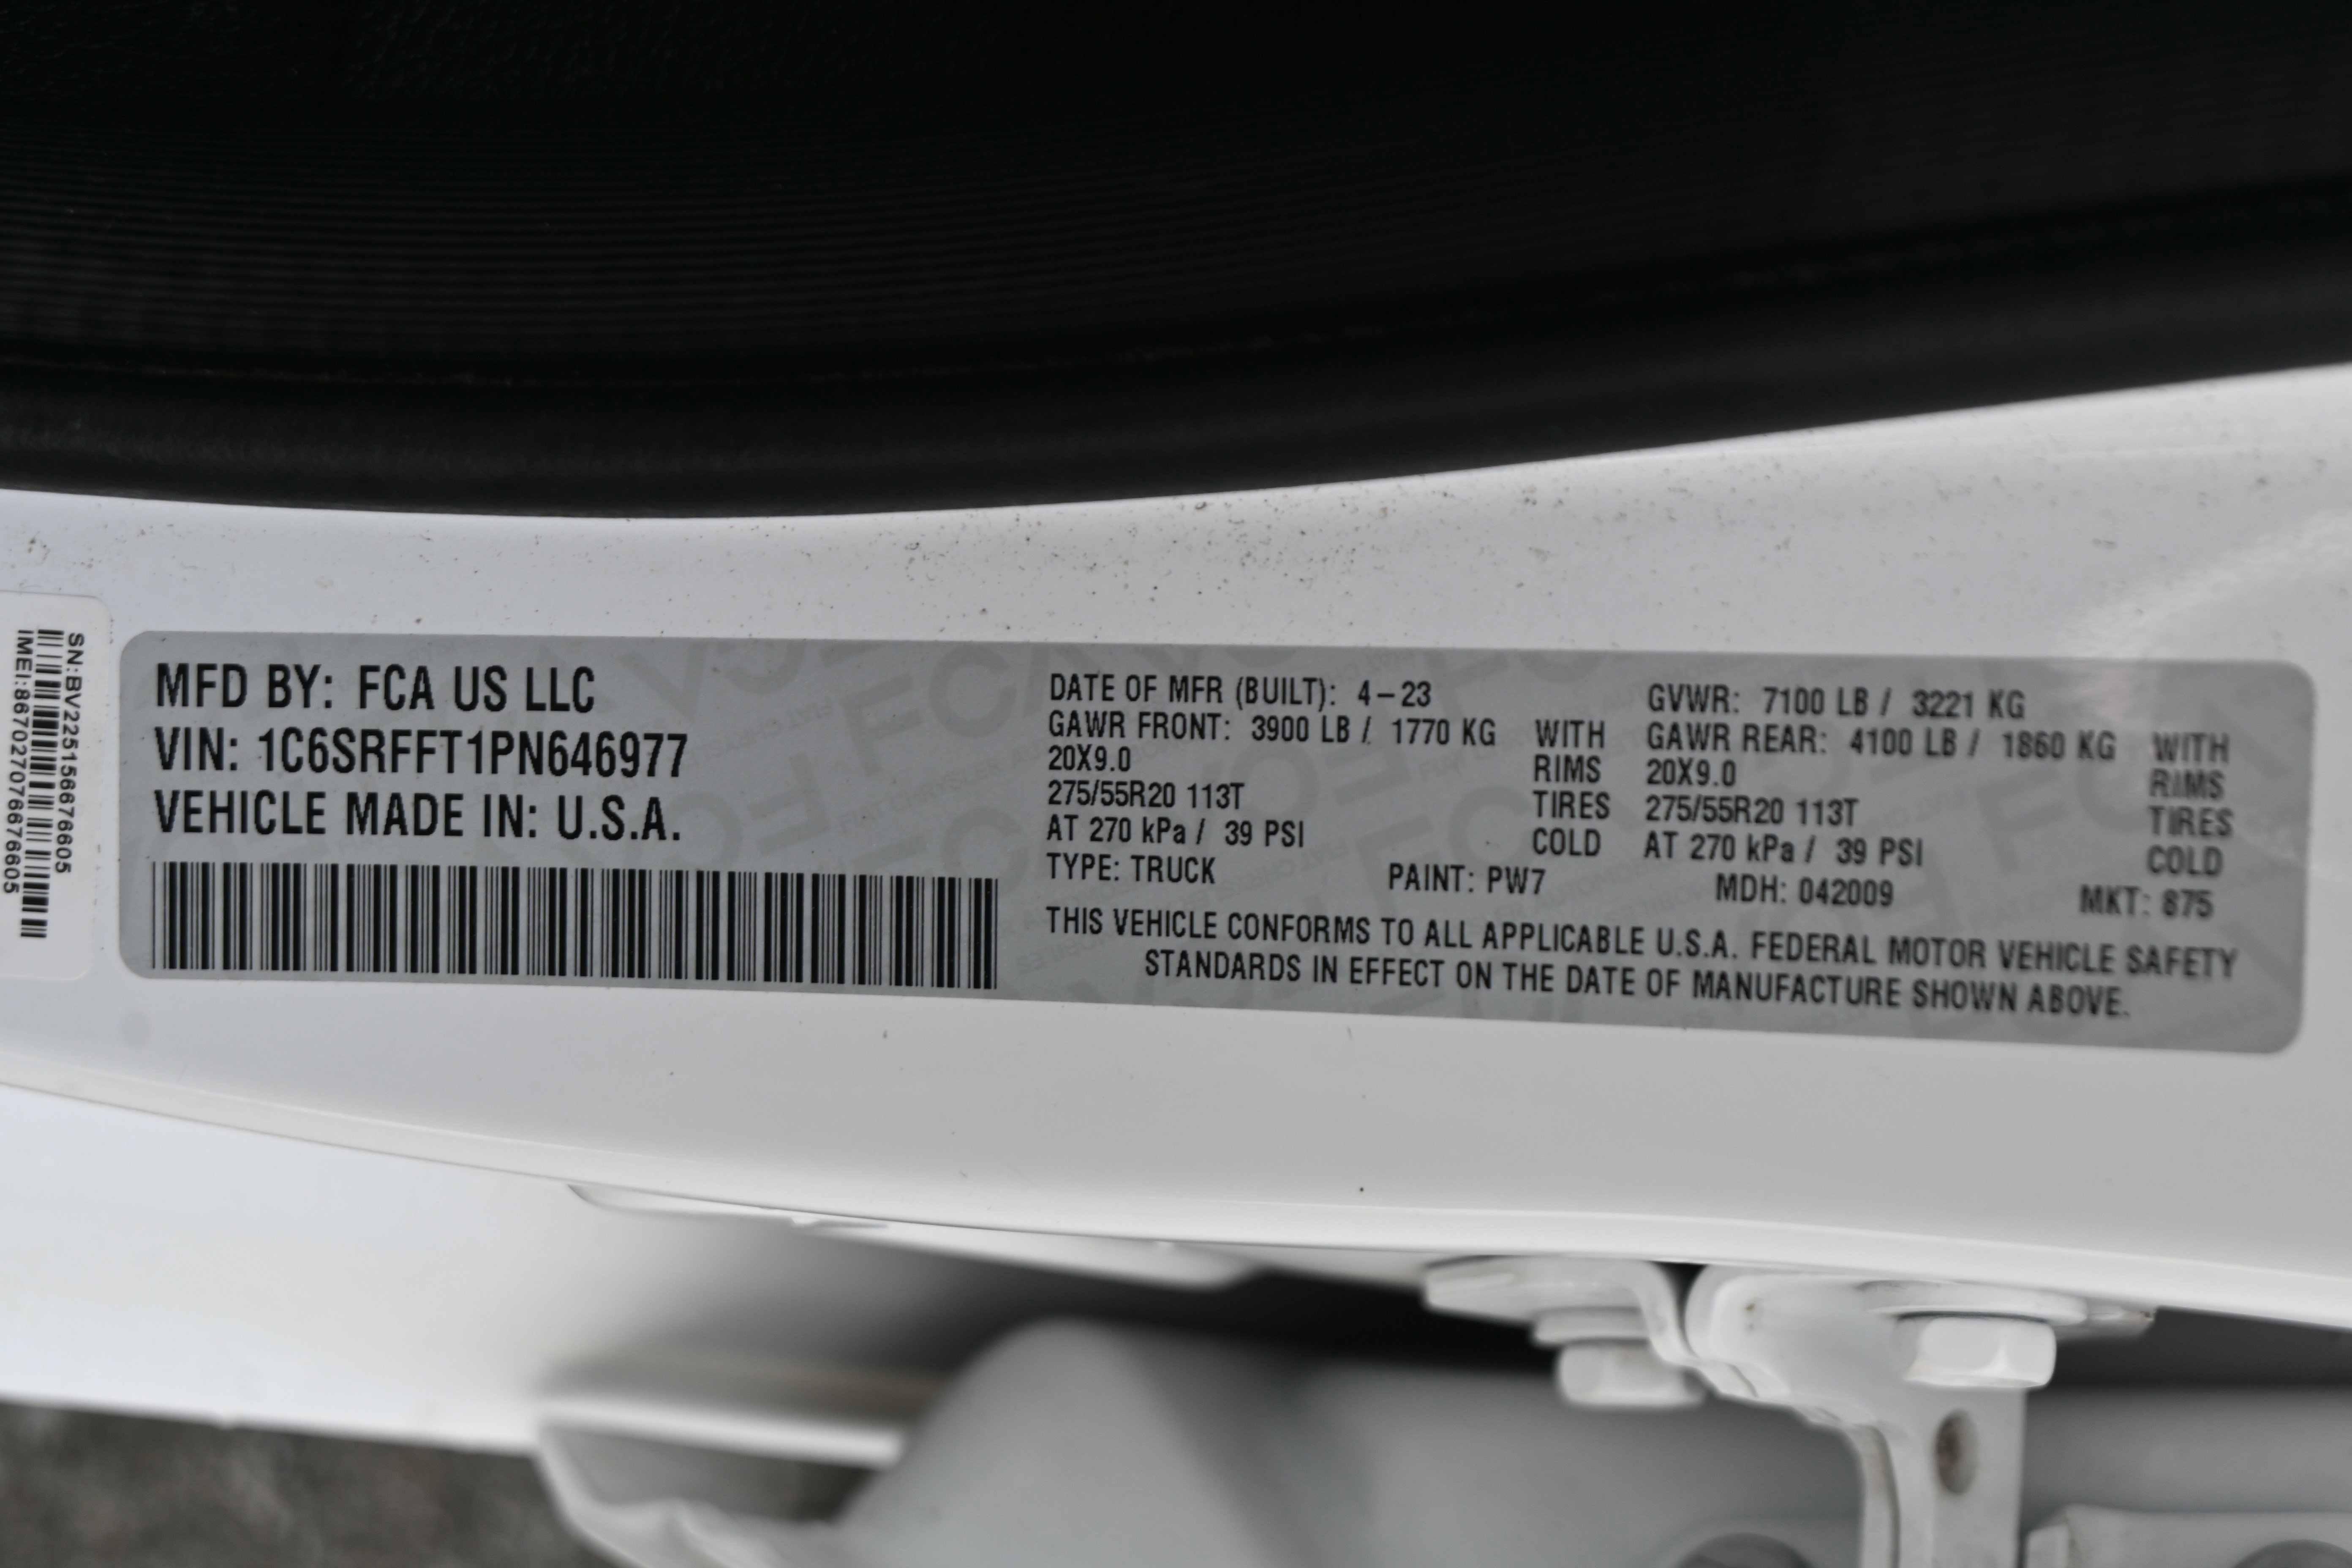 SN:BV2251566766​05
IMEI:867027076676605
MFD BY: FCA US LLC
VIN: 1C6SRFFT1PN646977
VEHICLE MADE IN: U.S.A.
DATE OF MFR (BUILT): 4-23 GVWR: 7100 LB / 3221 KG
GAWR FRONT: 3900 LB / 1770 KG WITH GAWR REAR: 4100 LB / 1860 KG WITH
20X9.0 RIMS 20X9.0 RIMS
275/55R20 113T TIRES 275/55R20 113T TIRES
AT 270 kPa / 39 PSI COLD AT 270 kPa / 39 PSI COLD
TYPE: TRUCK PAINT: PW7 MDH: 042009 MKT: 875
THIS VEHICLE CONFORMS TO ALL APPLICABLE U.S.A. FEDERAL MOTOR VEHICLE SAFETY
STANDARDS IN EFFECT ON THE DATE OF MANUFACTURE SHOWN ABOVE.